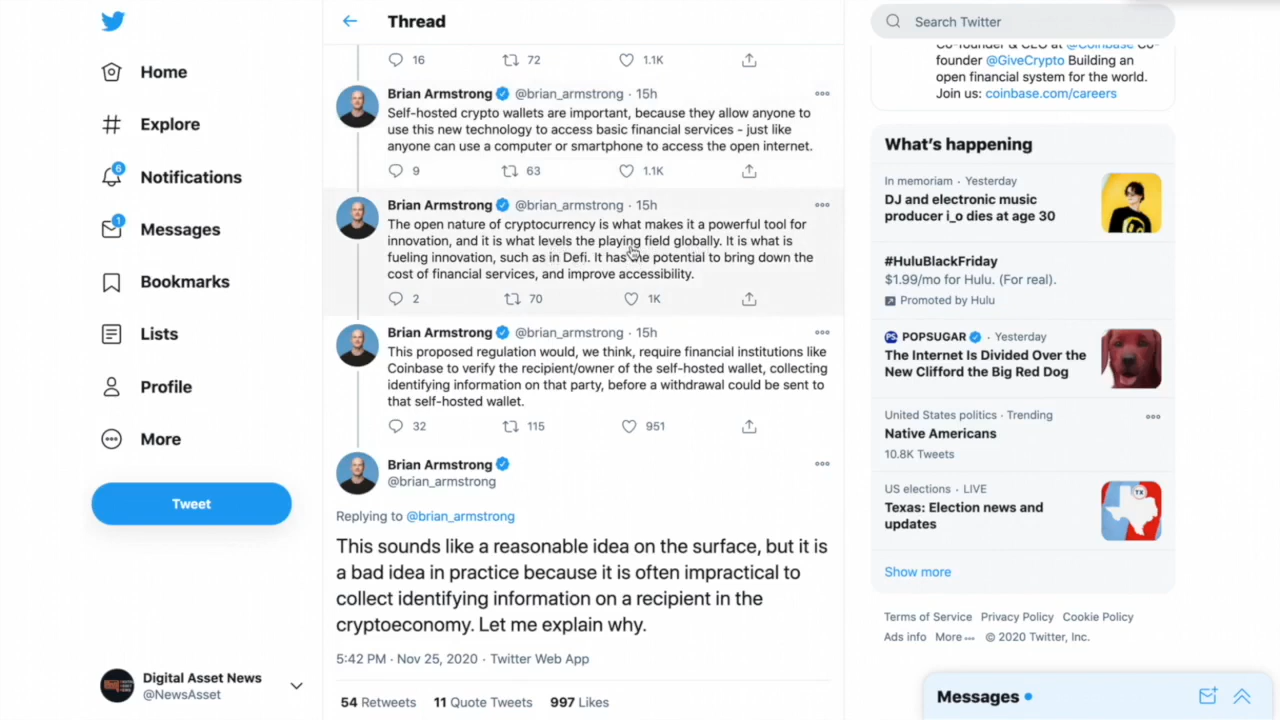 Home
Explore
6
Notifications
1
Messages
Bookmarks
Lists
Profile
More
Tweet
Digital Asset News
@NewsAsset
Thread
16 72 1.1K
Brian Armstrong @brian_armstrong · 15h
Self-hosted crypto wallets are important, because they allow anyone to
use this new technology to access basic financial services - just like
anyone can use a computer or smartphone to access the open internet.
9 63 1.1K
Brian Armstrong @brian_armstrong · 15h
The open nature of cryptocurrency is what makes it a powerful tool for
innovation, and it is what levels the playing field globally. It is what is
fueling innovation, such as in Defi. It has the potential to bring down the
cost of financial services, and improve accessibility.
2 70 1K
Brian Armstrong @brian_armstrong · 15h
This proposed regulation would, we think, require financial institutions like
Coinbase to verify the recipient/owner of the self-hosted wallet, collecting
identifying information on that party, before a withdrawal could be sent to
that self-hosted wallet.
32 115 951
Brian Armstrong
@brian_armstrong
Replying to @brian_armstrong
This sounds like a reasonable idea on the surface, but it is
a bad idea in practice because it is often impractical to
collect identifying information on a recipient in the
cryptoeconomy. Let me explain why.
5:42 PM · Nov 25, 2020 · Twitter Web App
54 Retweets 11 Quote Tweets 997 Likes
Search Twitter
Co-founder & CEO at @Coinbase Co-
founder @GiveCrypto Building an
open financial system for the world.
Join us: coinbase.com/careers
What's happening
In memoriam · Yesterday
DJ and electronic music
producer i_o dies at age 30
#HuluBlackFriday
$1.99/mo for Hulu. (For real).
Promoted by Hulu
PS POPSUGAR · Yesterday
The Internet Is Divided Over the
New Clifford the Big Red Dog
United States politics · Trending
Native Americans
10.8K Tweets
US elections · LIVE
Texas: Election news and
updates
TX
Show more
Terms of Service Privacy Policy Cookie Policy
Ads info More © 2020 Twitter, Inc.
Messages